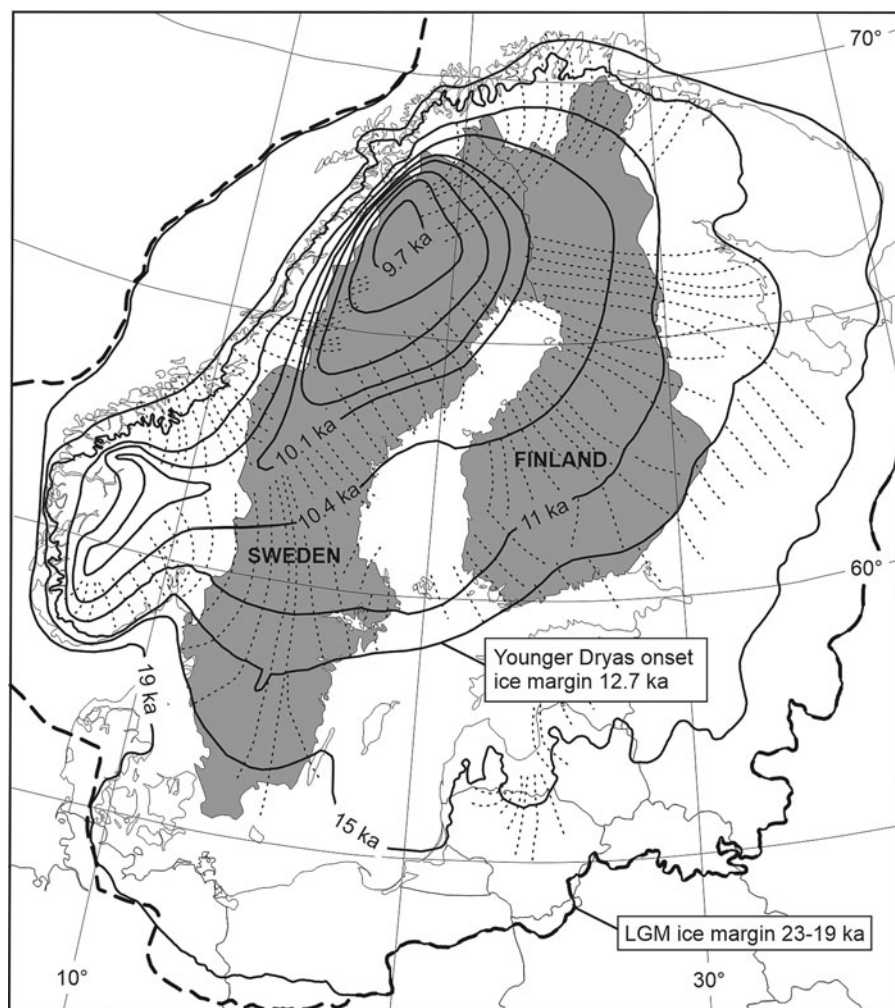 70°
9.7 ka
10.1 ka
FINLAND
10.4 ka
11 ka
SWEDEN
60°
Younger Dryas onset
ice margin 12.7 ka
19 ka
15 ka
LGM ice margin 23-19 ka
10°
30°